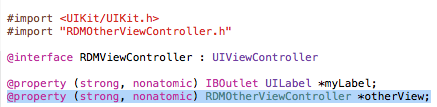 #import <UIKit/UIKit.h>
#import "RDMOtherViewController.h"
@interface RDMViewController : UIViewController
@property (strong, nonatomic) IBOutlet UILabel *myLabel;
@property (strong, nonatomic) RDMOtherViewController *otherView;